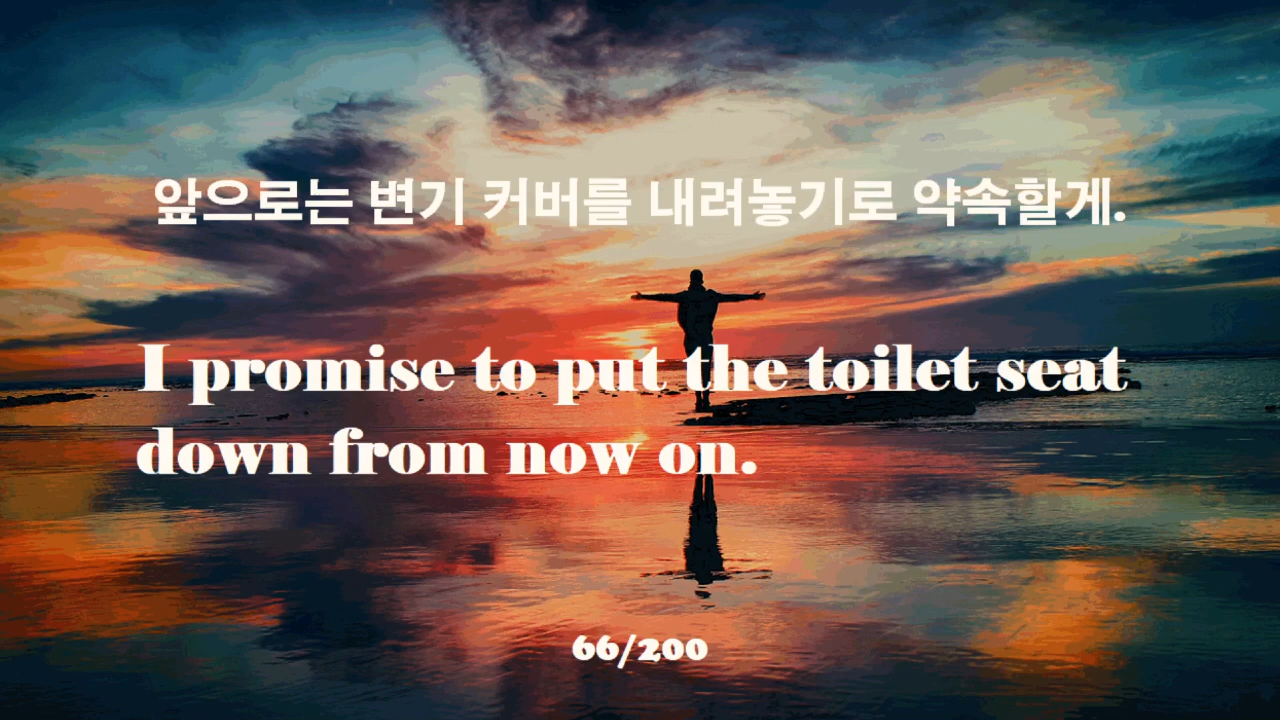 앞으로는 변기 커버를 내려놓기로 약속할게.
I promise to put the toilet seat
down from now on.
66/200